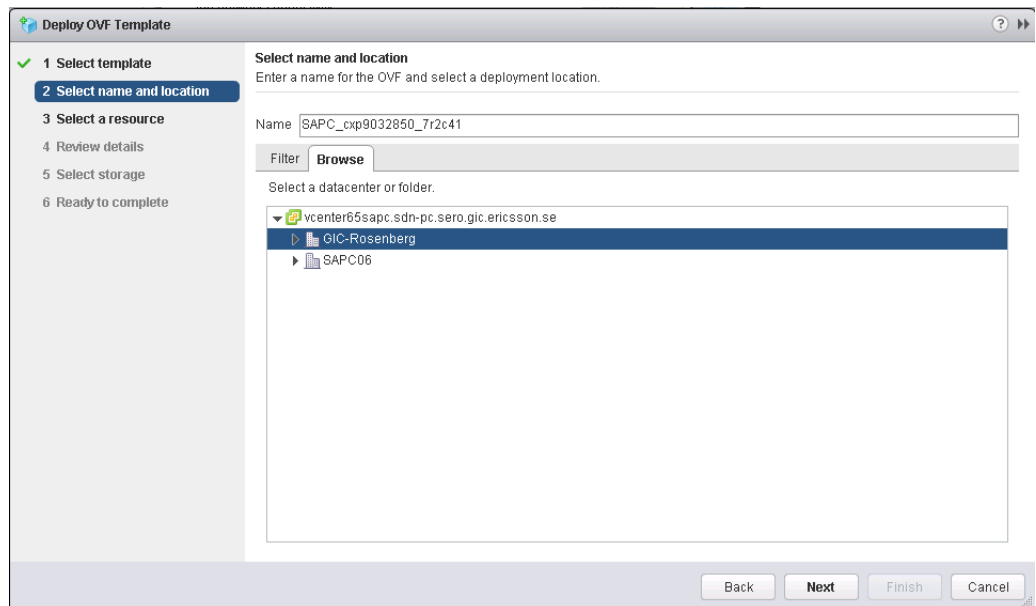 Deploy OVF Template
1 Select template
2 Select name and location
3 Select a resource
4 Review details
5 Select storage
6 Ready to complete
Select name and location
Enter a name for the OVF and select a deployment location.
Name SAPC_cxp9032850_7r2c41
Filter Browse
Select a datacenter or folder.
vcenter65sapc.sdn-pc.sero.gic.ericsson.se
GIC-Rosenberg
SAPC06
Back Next Finish Cancel